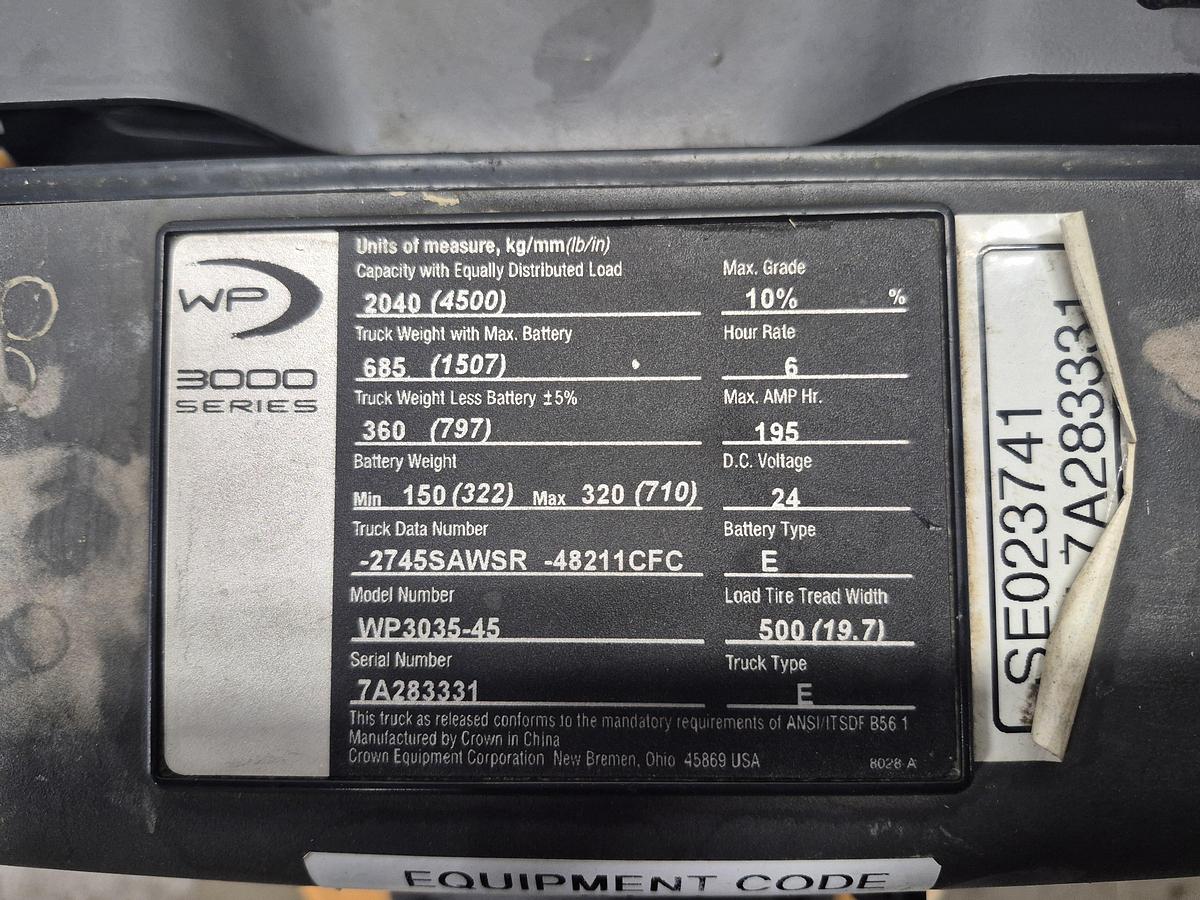 WP
3000
SERIES
Units of measure, kg/mm(lb/in)
Capacity with Equally Distributed Load
2040 (4500)
Truck Weight with Max. Battery
685 (1507)
Truck Weight Less Battery ±5%
360 (797)
Battery Weight
Min 150 (322) Max 320 (710)
Truck Data Number
-2745SAWSR -48211CFC
Model Number
WP3035-45
Serial Number
7A283331
Max. Grade
10% %
Hour Rate
6
Max. AMP Hr.
195
D.C. Voltage
24
Battery Type
E
Load Tire Tread Width
500 (19.7)
Truck Type
E
This truck as released conforms to the mandatory requirements of ANSI/ITSDF B56.1
Manufactured by Crown in China
Crown Equipment Corporation New Bremen, Ohio 45869 USA
8028-A
SE023741
7A283331
EQUIPMENT CODE